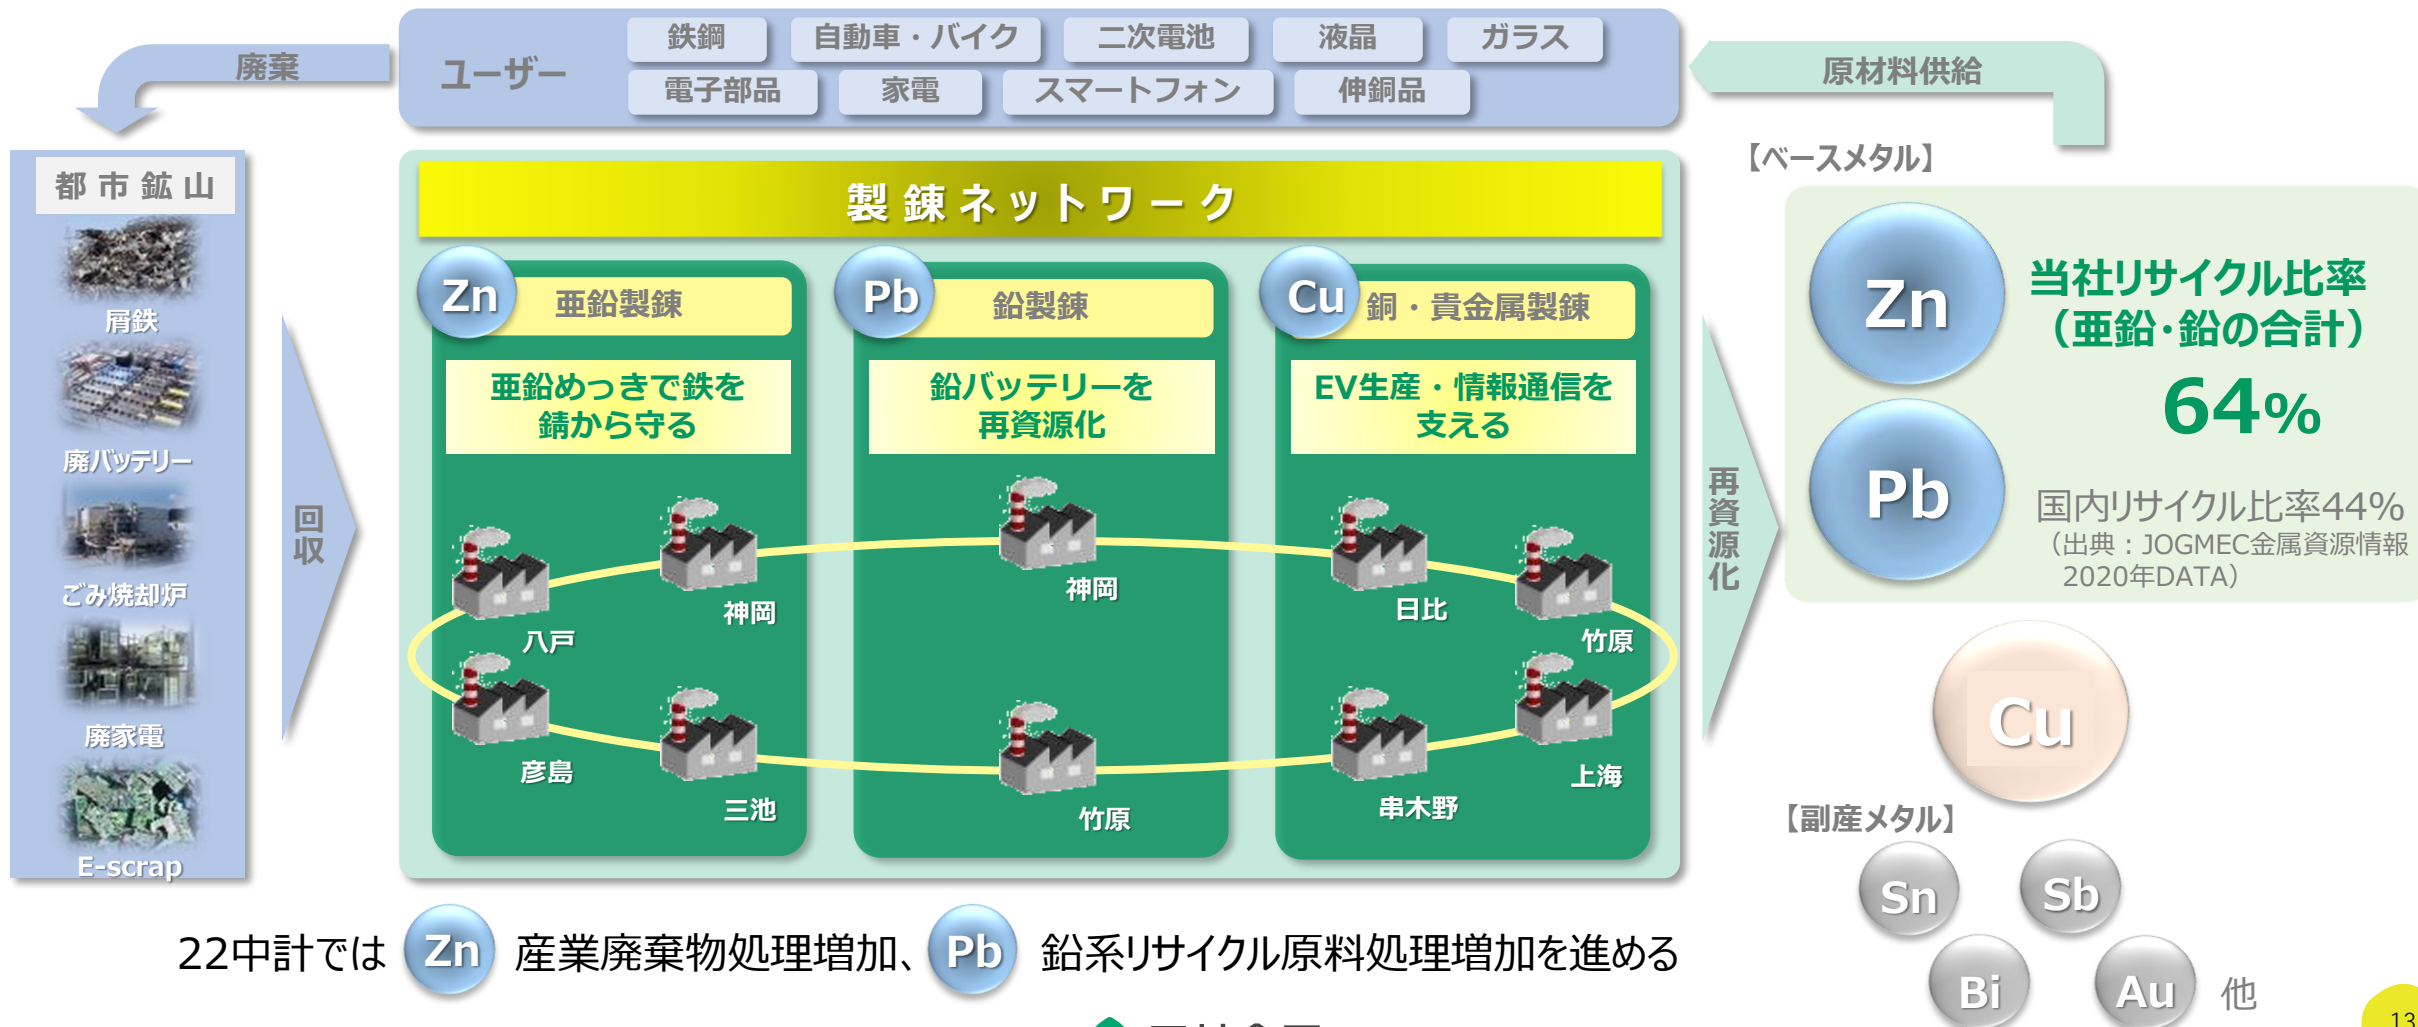 廃棄
ユーザー
鉄鋼
自動車・バイク
二次電池
液晶
ガラス
電子部品
家電
スマートフォン
伸銅品
原材料供給
都市鉱山
屑鉄
廃バッテリー
ごみ焼却炉
廃家電
E-scrap
回収
製錬ネットワーク
Zn
亜鉛製錬
亜鉛めっきで鉄を
錆から守る
八戸
神岡
彦島
三池
Pb
鉛製錬
鉛バッテリーを
再資源化
神岡
竹原
Cu
銅・貴金属製錬
EV生産・情報通信を
支える
日比
竹原
串木野
上海
再資源化
【ベースメタル】
Zn
Pb
当社リサイクル比率
（亜鉛・鉛の合計）
64%
国内リサイクル比率44%
（出典：JOGMEC金属資源情報
2020年DATA）
Cu
【副産メタル】
Sn
Sb
Bi
Au
他
22中計では Zn 産業廃棄物処理増加、Pb 鉛系リサイクル原料処理増加を進める
13